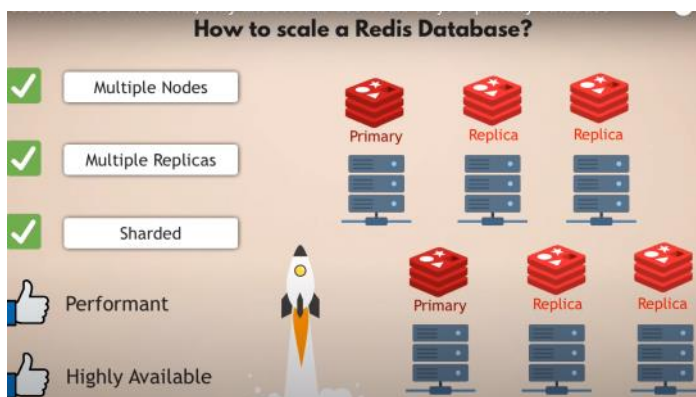 How to scale a Redis Database?
Multiple Nodes
Multiple Replicas
Sharded
Performant
Highly Available
Primary
Replica
Replica
Primary
Replica
Replica